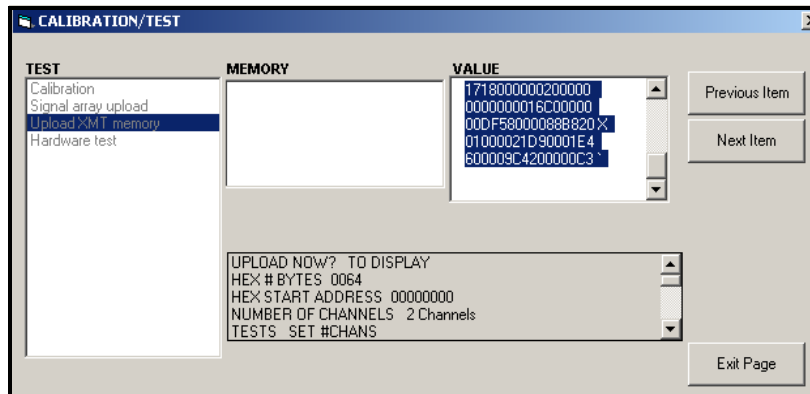 CALIBRATION/TEST
TEST
Calibration
Signal array upload
Upload XMT memory
Hardware test
MEMORY
VALUE
1718000000200000
0000000016C00000
00DF58000088B820 X
01000021D90001E4
600009C4200000C3 `
Previous Item
Next Item
UPLOAD NOW? TO DISPLAY
HEX # BYTES 0064
HEX START ADDRESS 00000000
NUMBER OF CHANNELS 2 Channels
TESTS SET #CHANS
Exit Page